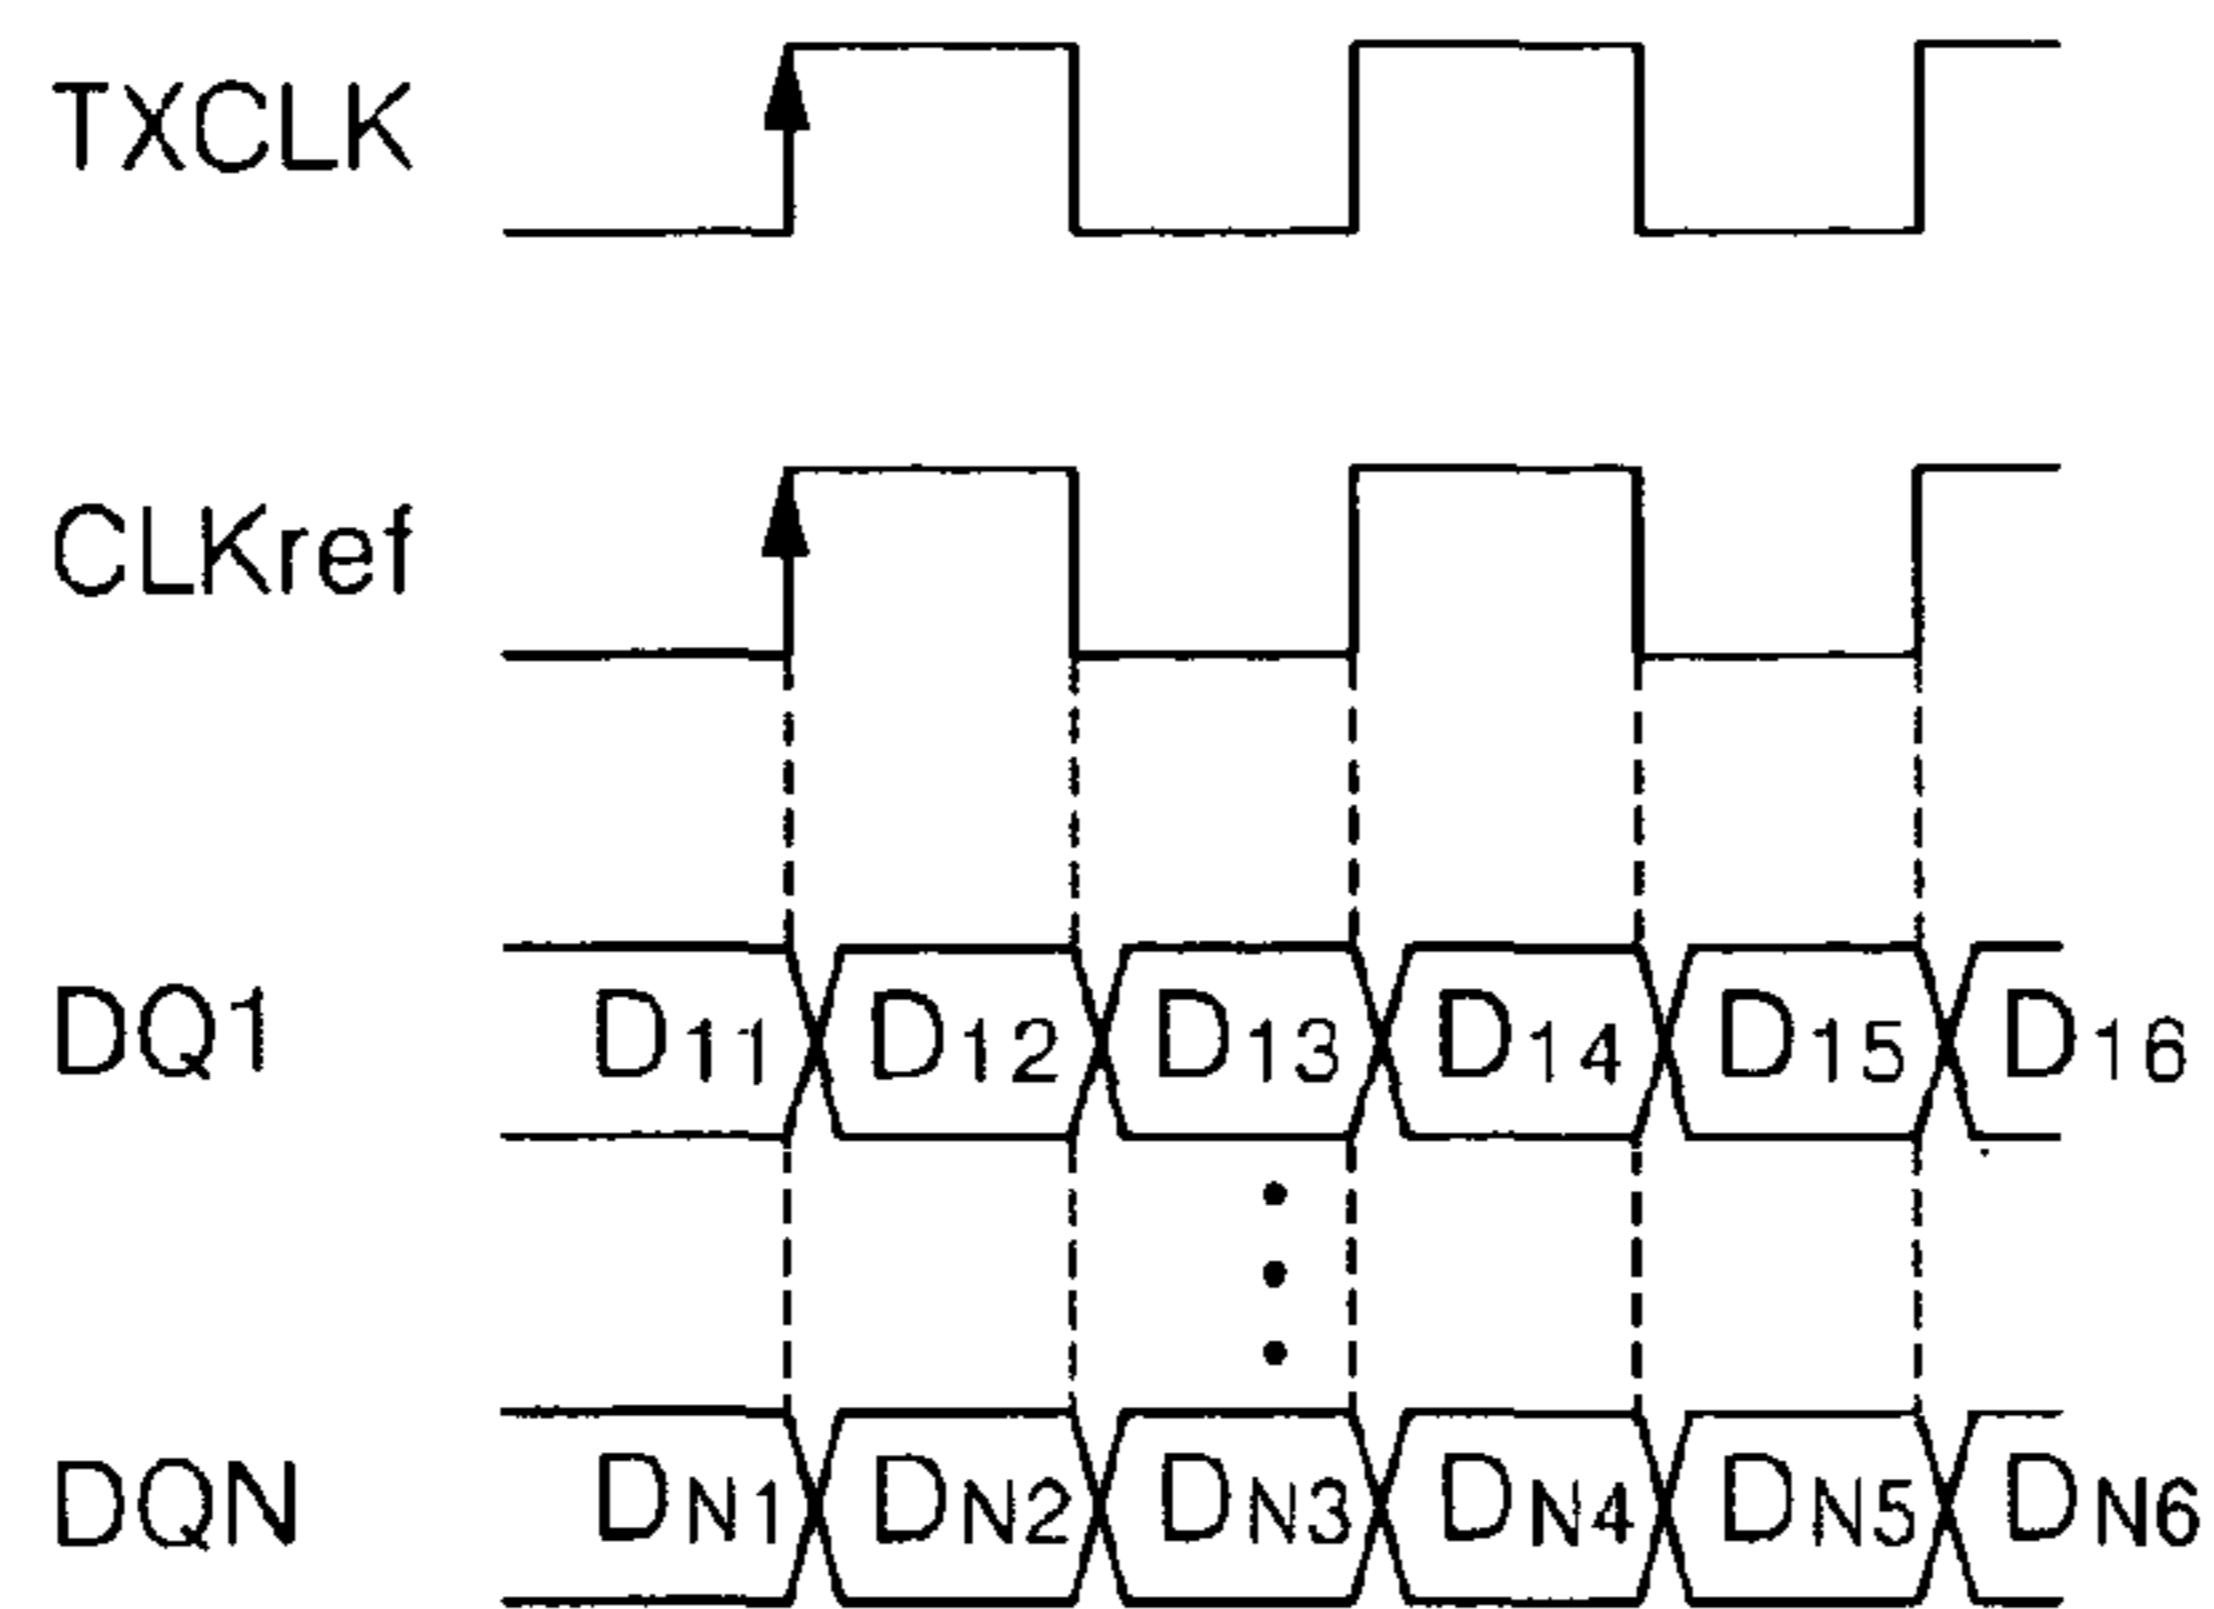 TXCLK
CLKref
DQ1 D11 D12 D13 D14 D15 D16
DQN DN1 DN2 DN3 DN4 DN5 DN6